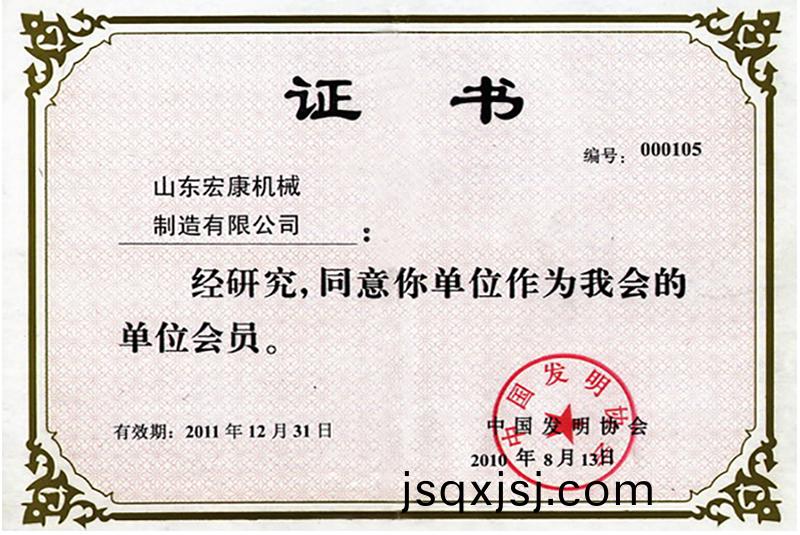 证 书
编号： 000105
山东宏康机械
制造有限公司 ：
经研究，同意你单位作为我会的
单位会员。
中国发明协会
有效期：2011年12月31日
中国发明协会
2010年8月13日
jsqxjsj.com